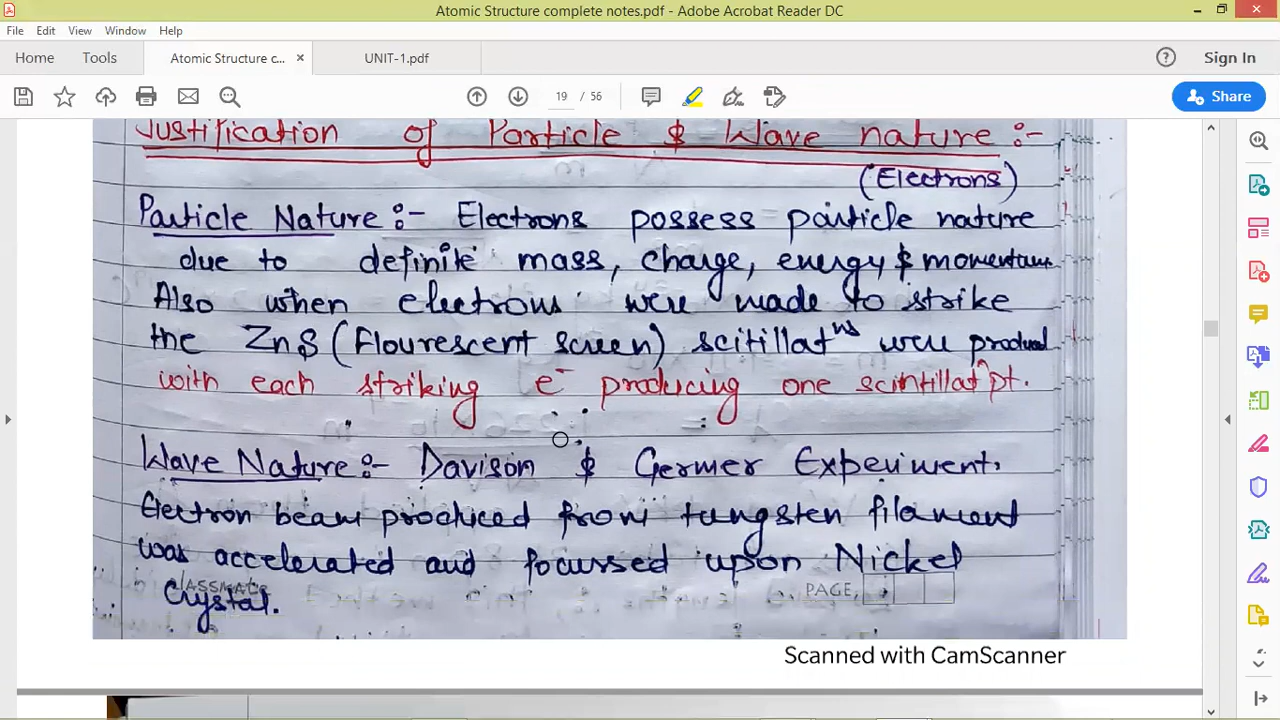 Atomic Structure complete notes.pdf - Adobe Acrobat Reader DC
File Edit View Window Help
Home Tools Atomic Structure c... × UNIT-1.pdf Sign In
19 / 56 Share
Justification of Particle & Wave nature :-
(Electrons)
Particle Nature :- Electrons possess particle nature
due to definite mass, charge, energy & momentum
Also when electrons were made to strike
the ZnS (Flourescent screen) scitillatⁿˢ were produced
with each striking e⁻ producing one scintillatⁿ pt.
Wave Nature :- Davison & Germer Experiment.
Electron beam produced from tungsten filament
was accelerated and focussed upon Nickel
CLASSMATE PAGE
Crystal.
Scanned with CamScanner